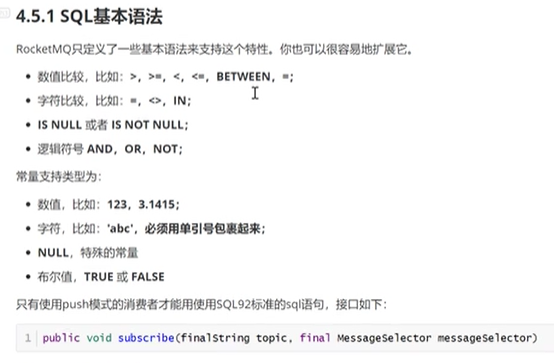 4.5.1 SQL基本语法
RocketMQ只定义了一些基本语法来支持这个特性。你也可以很容易地扩展它。
• 数值比较，比如：>，>=，<，<=，BETWEEN，=；
• 字符比较，比如：=，<>，IN；
• IS NULL 或者 IS NOT NULL；
• 逻辑符号 AND，OR，NOT；
常量支持类型为：
• 数值，比如：123，3.1415；
• 字符，比如：'abc'，必须用单引号包裹起来；
• NULL，特殊的常量
• 布尔值，TRUE 或 FALSE
只有使用push模式的消费者才能用使用SQL92标准的sql语句，接口如下：
1 public void subscribe(finalString topic, final MessageSelector messageSelector)